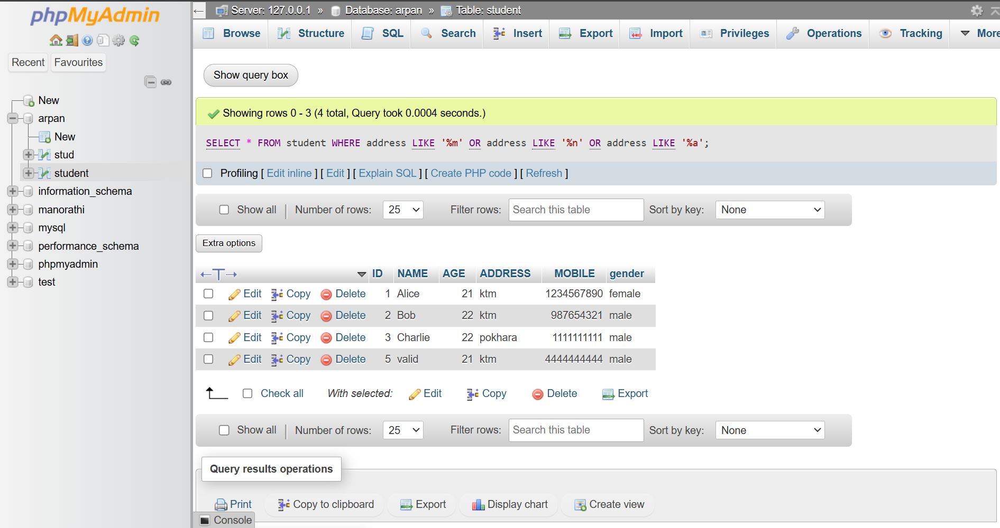 phpMyAdmin
Recent Favourites
New
arpan
New
stud
student
information_schema
manorathi
mysql
performance_schema
phpmyadmin
test
Server: 127.0.0.1 » Database: arpan » Table: student
Browse Structure SQL Search Insert Export Import Privileges Operations Tracking More
Show query box
Showing rows 0 - 3 (4 total, Query took 0.0004 seconds.)
SELECT * FROM student WHERE address LIKE '%m' OR address LIKE '%n' OR address LIKE '%a';
Profiling [ Edit inline ] [ Edit ] [ Explain SQL ] [ Create PHP code ] [ Refresh ]
Show all Number of rows: 25 Filter rows: Search this table Sort by key: None
Extra options
ID NAME AGE ADDRESS MOBILE gender
Edit Copy Delete 1 Alice 21 ktm 1234567890 female
Edit Copy Delete 2 Bob 22 ktm 987654321 male
Edit Copy Delete 3 Charlie 22 pokhara 1111111111 male
Edit Copy Delete 5 valid 21 ktm 4444444444 male
Check all With selected: Edit Copy Delete Export
Show all Number of rows: 25 Filter rows: Search this table Sort by key: None
Query results operations
Print Copy to clipboard Export Display chart Create view
Console